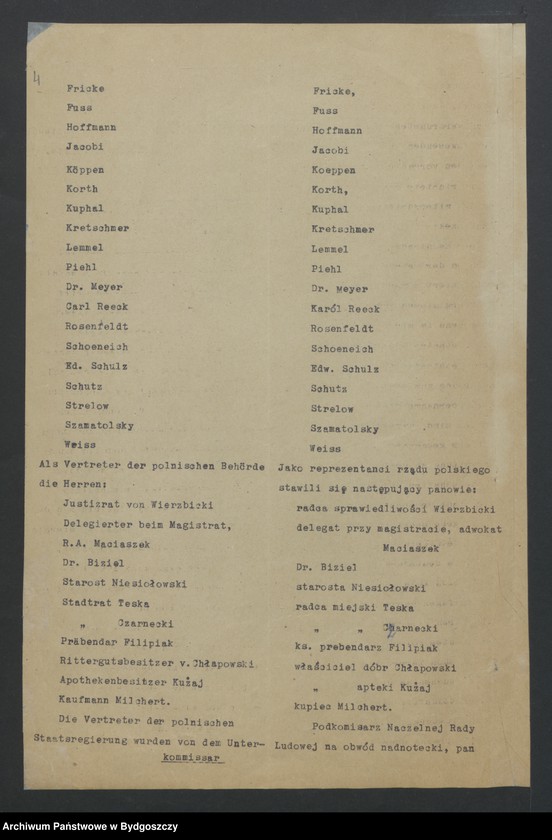 4
Fricke
Fuss
Hoffmann
Jacobi
Köppen
Korth
Kuphal
Kretschmer
Lemmel
Piehl
Dr. Meyer
Carl Reeck
Rosenfeldt
Schoeneich
Ed. Schulz
Schutz
Strelow
Szamatolsky
Weiss
Als Vertreter der polnischen Behörde
die Herren:
Justizrat von Wierzbicki
Delegierter beim Magistrat,
R.A. Maciaszek
Dr. Biziel
Starost Niesiołowski
Stadtrat Teska
„ Czarnecki
Präbendar Filipiak
Rittergutsbesitzer v.Chłapowski
Apothekenbesitzer Kużaj
Kaufmann Milchert.
Die Vertreter der polnischen
Staatsregierung wurden von dem Unter-
kommissar
Fricke,
Fuss
Hoffmann
Jacobi
Koeppen
Korth,
Kuphal
Kretschmer
Lemmel
Piehl
Dr. Meyer
Karól Reeck
Rosenfeldt
Schoeneich
Edw. Schulz
Schutz
Strelow
Szamatolsky
Weiss
Jako reprezentanci rządu polskiego
stawili się następujący panowie:
radca sprawiedliwości Wierzbicki
delegat przy magistracie, adwokat
Maciaszek
Dr. Biziel
starosta Niesiołowski
radca miejski Teska
„ „ Czarnecki
ks. prebendarz Filipiak
właściciel dóbr Chłapowski
„ apteki Kużaj
kupiec Milchert.
Podkomisarz Naczelnej Rady
Ludowej na obwód nadnotecki, pan
Archiwum Państwowe w Bydgoszczy